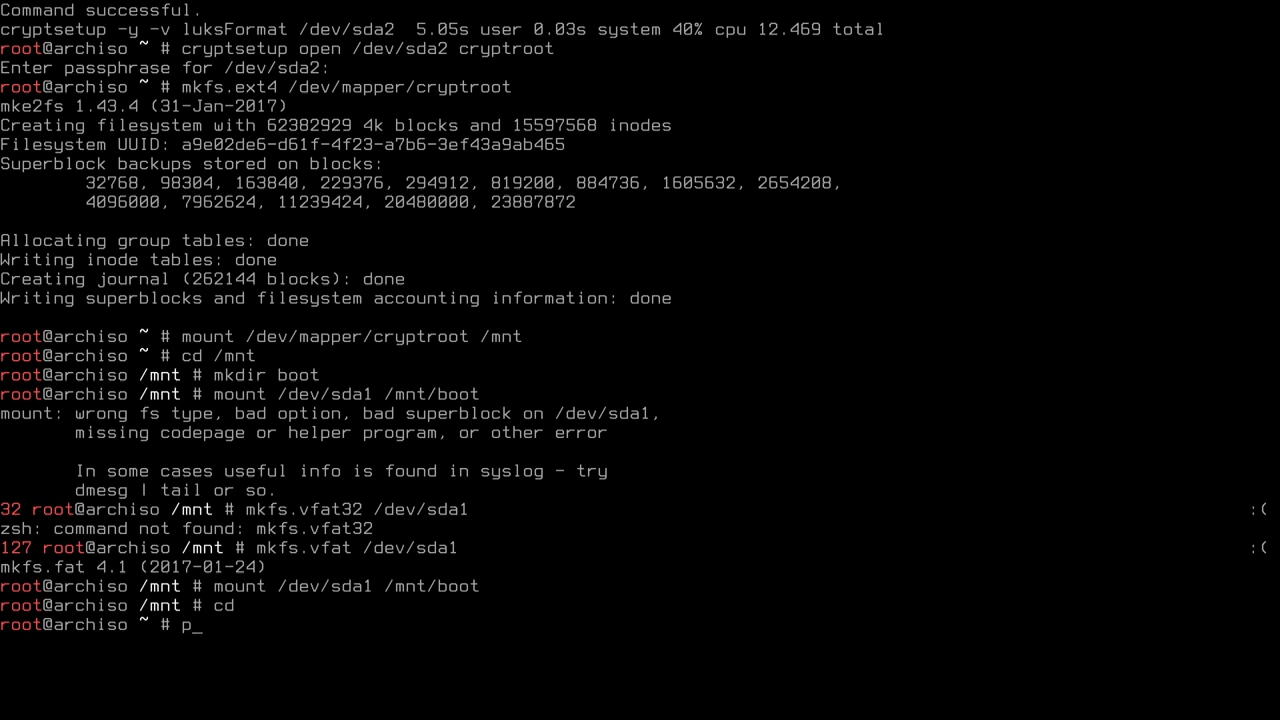 Command successful.
cryptsetup -y -v luksFormat /dev/sda2  5.05s user 0.03s system 40% cpu 12.469 total
root@archiso ~ # cryptsetup open /dev/sda2 cryptroot
Enter passphrase for /dev/sda2:
root@archiso ~ # mkfs.ext4 /dev/mapper/cryptroot
mke2fs 1.43.4 (31-Jan-2017)
Creating filesystem with 62382929 4k blocks and 15597568 inodes
Filesystem UUID: a9e02de6-d61f-4f23-a7b6-3ef43a9ab465
Superblock backups stored on blocks:
        32768, 98304, 163840, 229376, 294912, 819200, 884736, 1605632, 2654208,
        4096000, 7962624, 11239424, 20480000, 23887872

Allocating group tables: done
Writing inode tables: done
Creating journal (262144 blocks): done
Writing superblocks and filesystem accounting information: done

root@archiso ~ # mount /dev/mapper/cryptroot /mnt
root@archiso ~ # cd /mnt
root@archiso /mnt # mkdir boot
root@archiso /mnt # mount /dev/sda1 /mnt/boot
mount: wrong fs type, bad option, bad superblock on /dev/sda1,
       missing codepage or helper program, or other error

       In some cases useful info is found in syslog - try
       dmesg | tail or so.
32 root@archiso /mnt # mkfs.vfat32 /dev/sda1 :(
zsh: command not found: mkfs.vfat32
127 root@archiso /mnt # mkfs.vfat /dev/sda1 :(
mkfs.fat 4.1 (2017-01-24)
root@archiso /mnt # mount /dev/sda1 /mnt/boot
root@archiso /mnt # cd
root@archiso ~ # p_